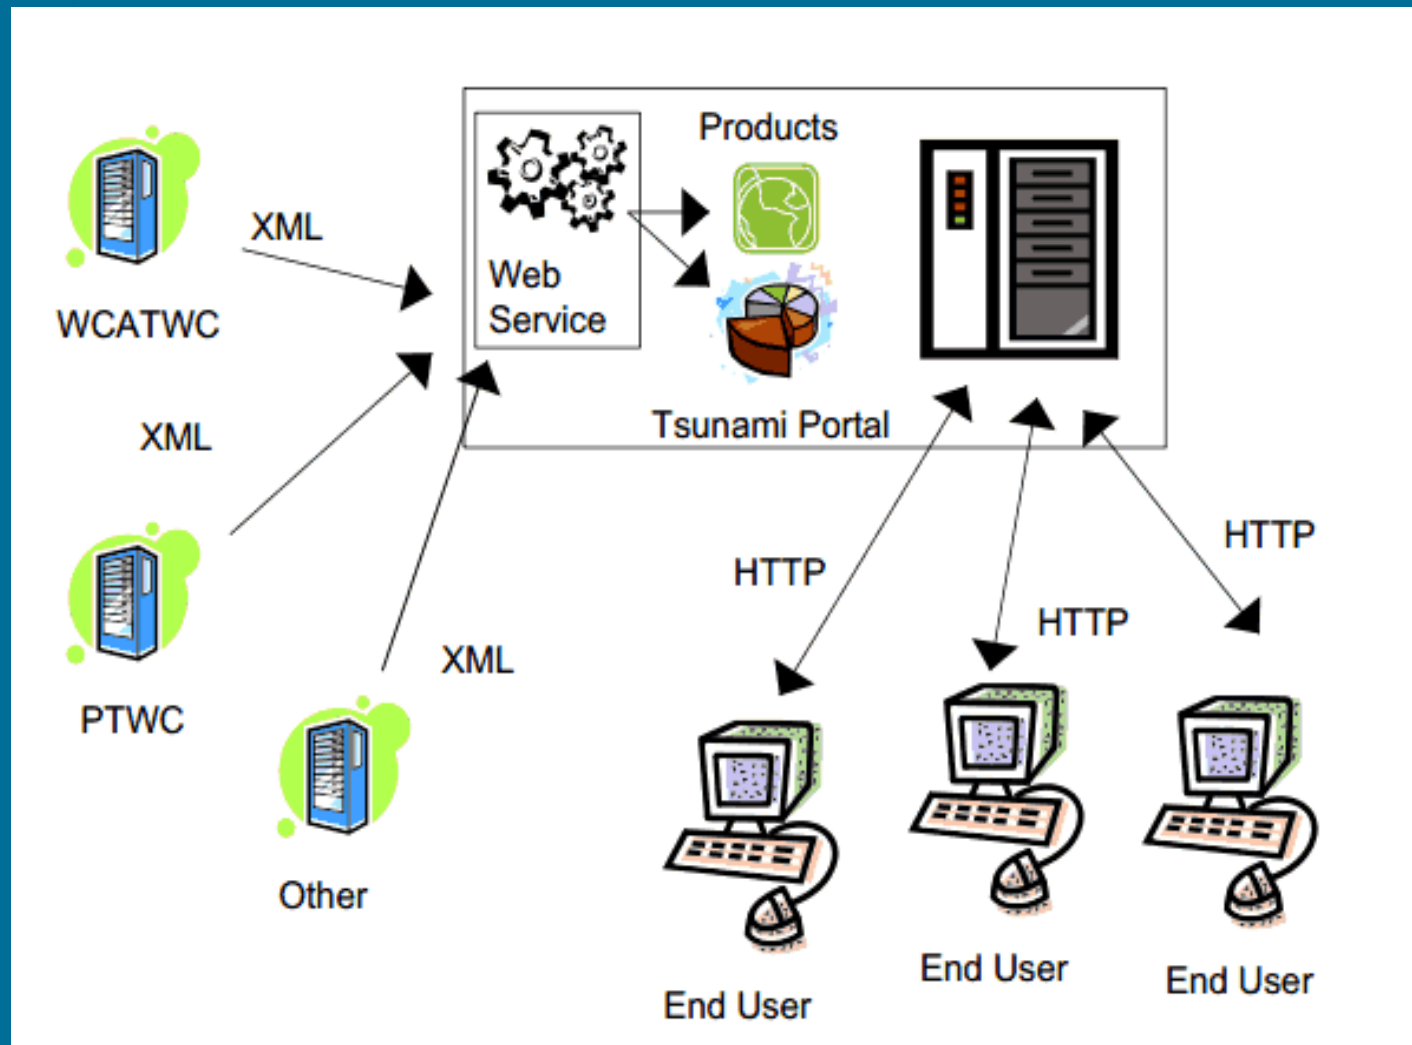 Products
XML
Web
Service
WCATWC
Tsunami Portal
XML
HTTP
HTTP
HTTP
XML
PTWC
Other
End User
End User
End User